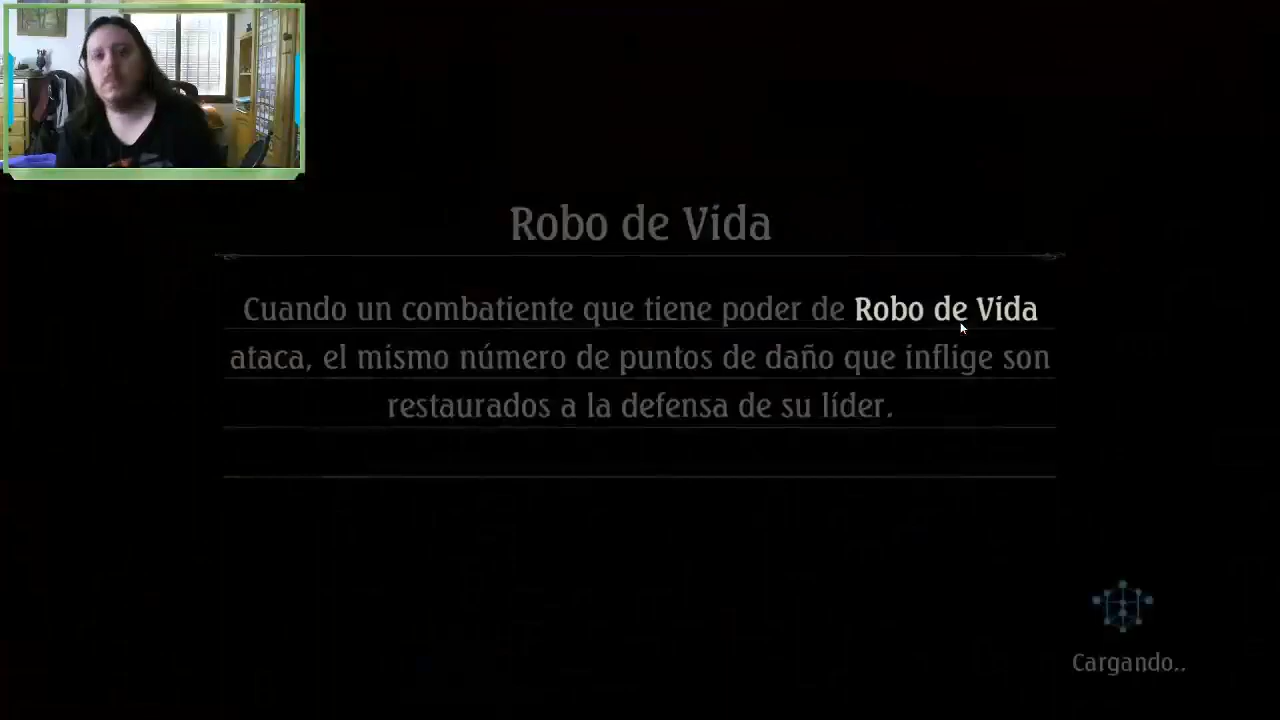 Robo de Vida
Cuando un combatiente que tiene poder de Robo de Vida
ataca, el mismo número de puntos de daño que inflige son
restaurados a la defensa de su líder.
Cargando..